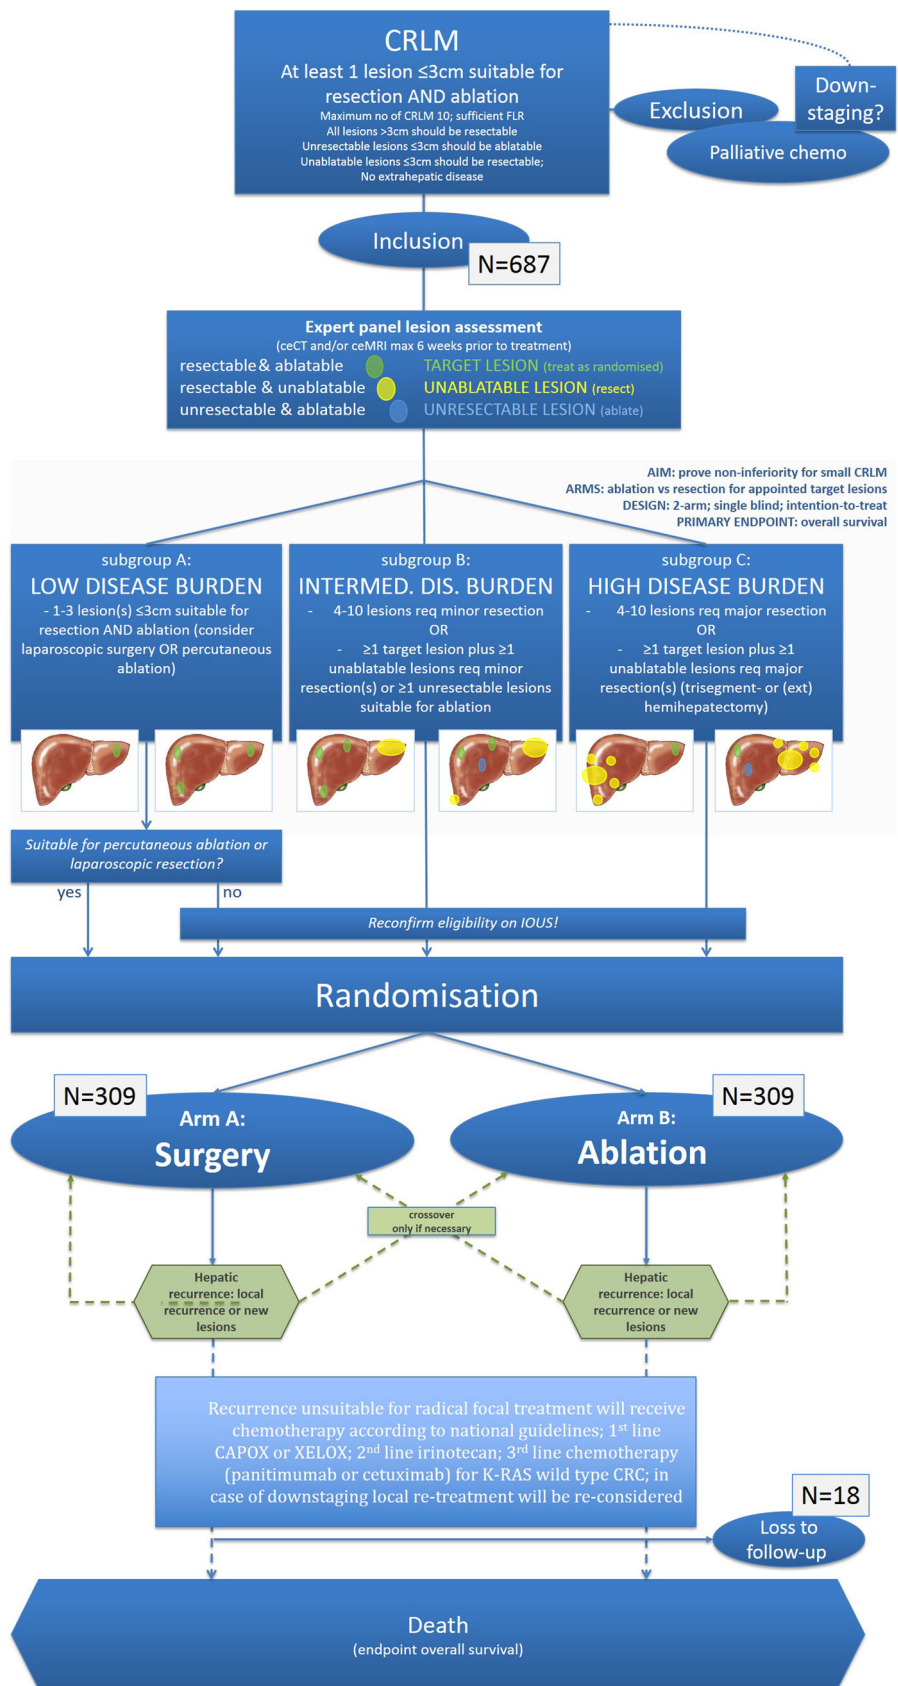 CRLM
At least 1 lesion ≤3cm suitable for
resection AND ablation
Maximum no of CRLM 10; sufficient FLR
All lesions >3cm should be resectable
Unresectable lesions ≤3cm should be ablatable
Unablatable lesions ≤3cm should be resectable;
No extrahepatic disease
Exclusion
Down-
staging?
Palliative chemo
Inclusion
N=687
Expert panel lesion assessment
(ceCT and/or ceMRI max 6 weeks prior to treatment)
resectable & ablatable TARGET LESION (treat as randomised)
resectable & unablatable UNABLATABLE LESION (resect)
unresectable & ablatable UNRESECTABLE LESION (ablate)
AIM: prove non-inferiority for small CRLM
ARMS: ablation vs resection for appointed target lesions
DESIGN: 2-arm; single blind; intention-to-treat
PRIMARY ENDPOINT: overall survival
subgroup A:
LOW DISEASE BURDEN
- 1-3 lesion(s) ≤3cm suitable for
resection AND ablation (consider
laparoscopic surgery OR percutaneous
ablation)
subgroup B:
INTERMED. DIS. BURDEN
- 4-10 lesions req minor resection
OR
- ≥1 target lesion plus ≥1
unablatable lesions req minor
resection(s) or ≥1 unresectable lesions
suitable for ablation
subgroup C:
HIGH DISEASE BURDEN
- 4-10 lesions req major resection
OR
- ≥1 target lesion plus ≥1
unablatable lesions req major
resection(s) (trisegment- or (ext)
hemihepatectomy)
Suitable for percutaneous ablation or
laparoscopic resection?
yes
no
Reconfirm eligibility on IOUS!
Randomisation
N=309
Arm A:
Surgery
N=309
Arm B:
Ablation
crossover
only if necessary
Hepatic
recurrence: local
recurrence or new
lesions
Hepatic
recurrence: local
recurrence or new
lesions
Recurrence unsuitable for radical focal treatment will receive
chemotherapy according to national guidelines; 1st line
CAPOX or XELOX; 2nd line irinotecan; 3rd line chemotherapy
(panitimumab or cetuximab) for K-RAS wild type CRC; in
case of downstaging local re-treatment will be re-considered
N=18
Loss to
follow-up
Death
(endpoint overall survival)